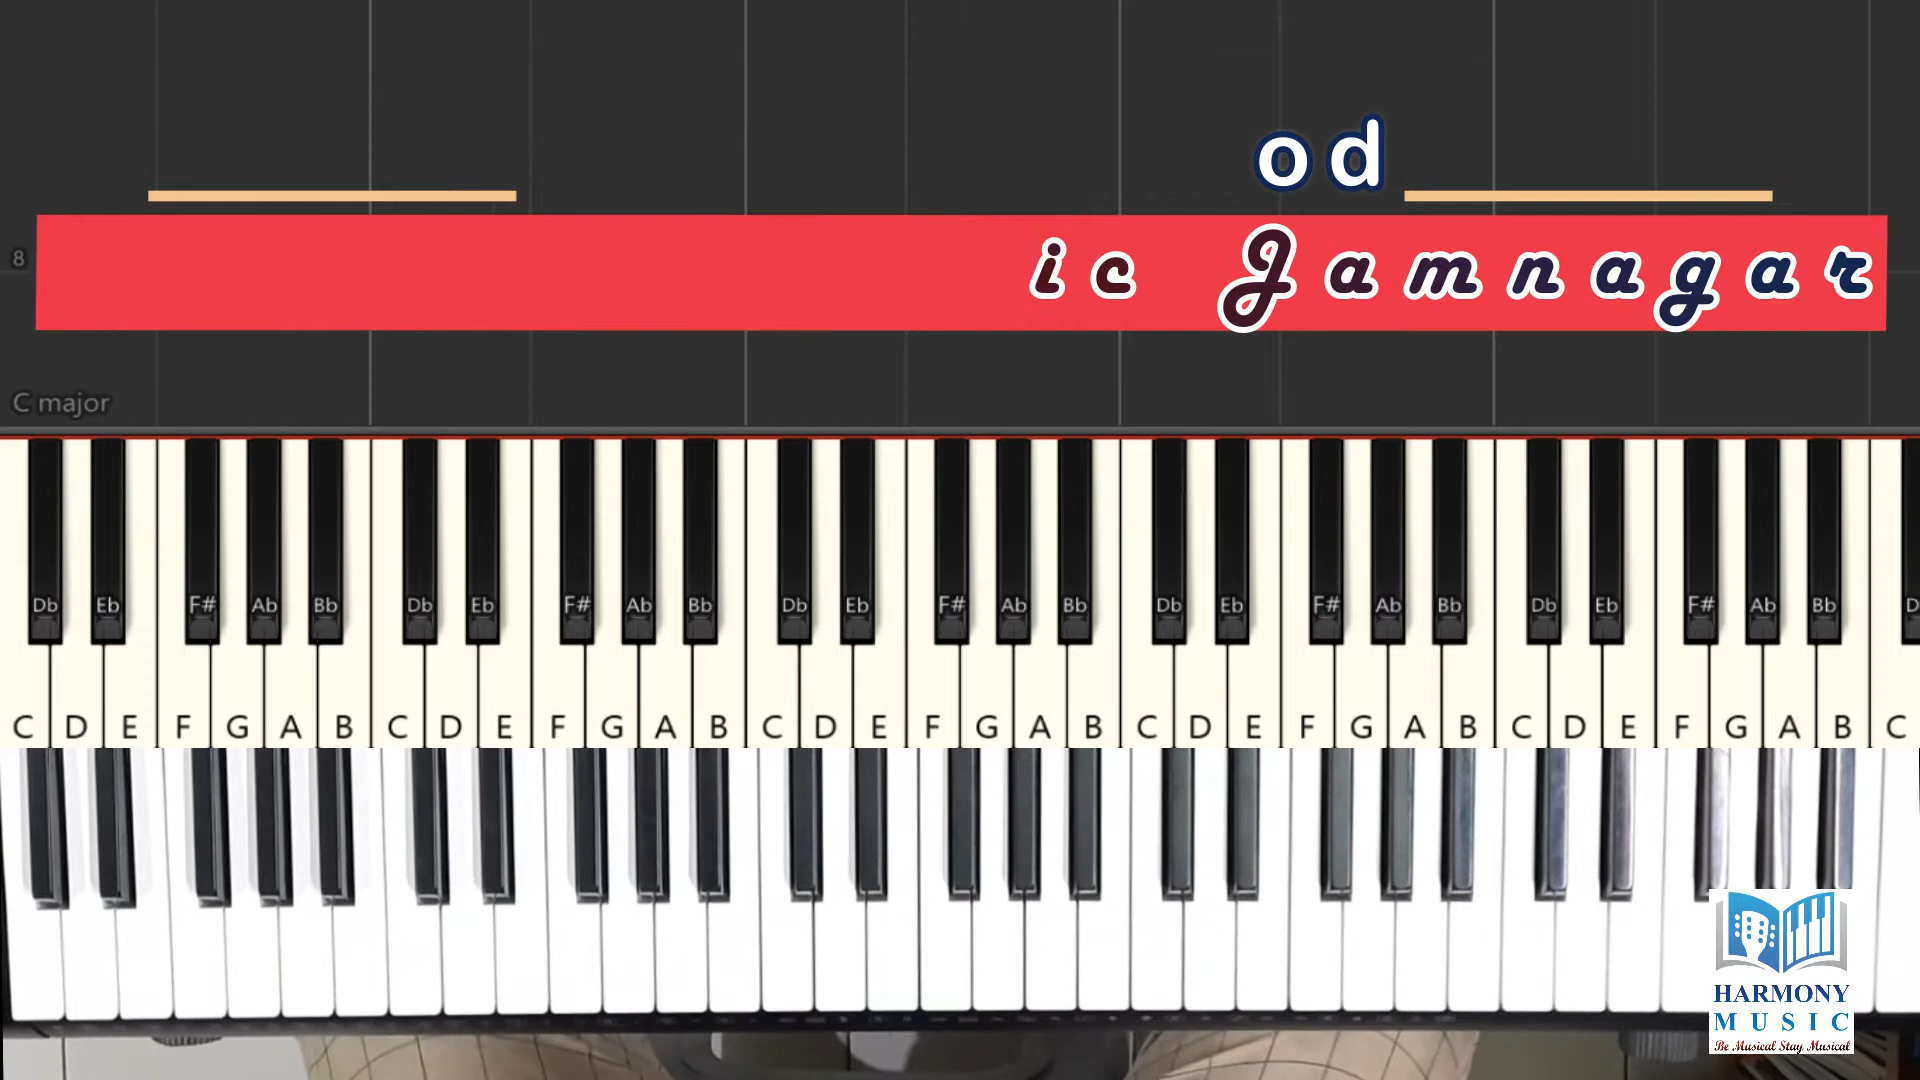 od
ic Jamnagar
8
C major
Db Eb F# Ab Bb Db Eb F# Ab Bb Db Eb F# Ab Bb Db Eb F# Ab Bb Db Eb F# Ab Bb D
C D E F G A B C D E F G A B C D E F G A B C D E F G A B C D E F G A B C
HARMONY
MUSIC
Be Musical Stay Musical